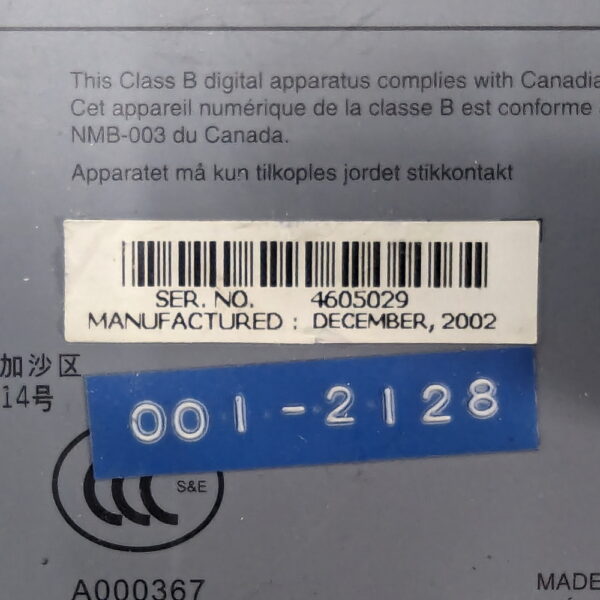 This Class B digital apparatus complies with Canadia
Cet appareil numérique de la classe B est conforme
NMB-003 du Canada.
Apparatet må kun tilkoples jordet stikkontakt
SER. NO. 4605029
MANUFACTURED : DECEMBER, 2002
加沙区
14号
001-2128
S&E
A000367
MADE